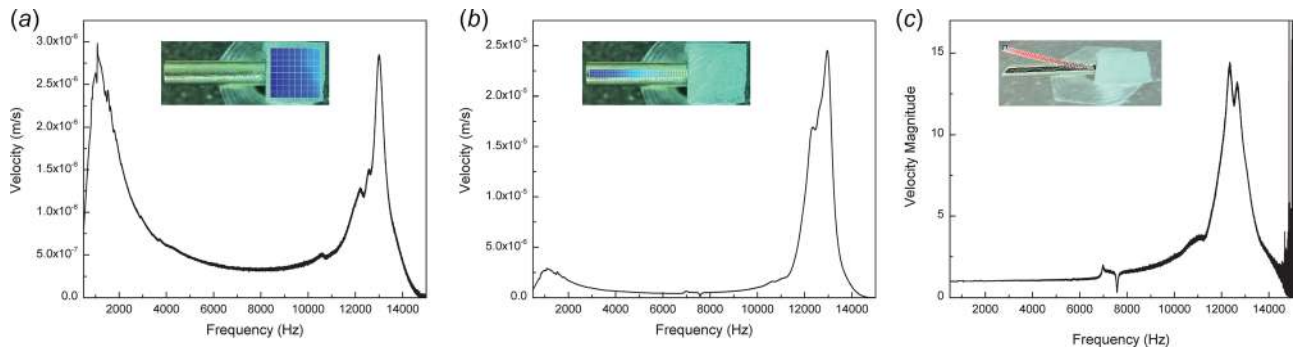 (a)
3.0x10⁻⁶
2.5x10⁻⁶
2.0x10⁻⁶
1.5x10⁻⁶
1.0x10⁻⁶
5.0x10⁻⁷
0.0
Velocity (m/s)
2000 4000 6000 8000 10000 12000 14000
Frequency (Hz)
(b)
2.5x10⁻⁵
2.0x10⁻⁵
1.5x10⁻⁵
1.0x10⁻⁵
5.0x10⁻⁶
0.0
Velocity (m/s)
2000 4000 6000 8000 10000 12000 14000
Frequency (Hz)
(c)
15
10
5
0
Velocity Magnitude
2000 4000 6000 8000 10000 12000 14000
Frequency (Hz)